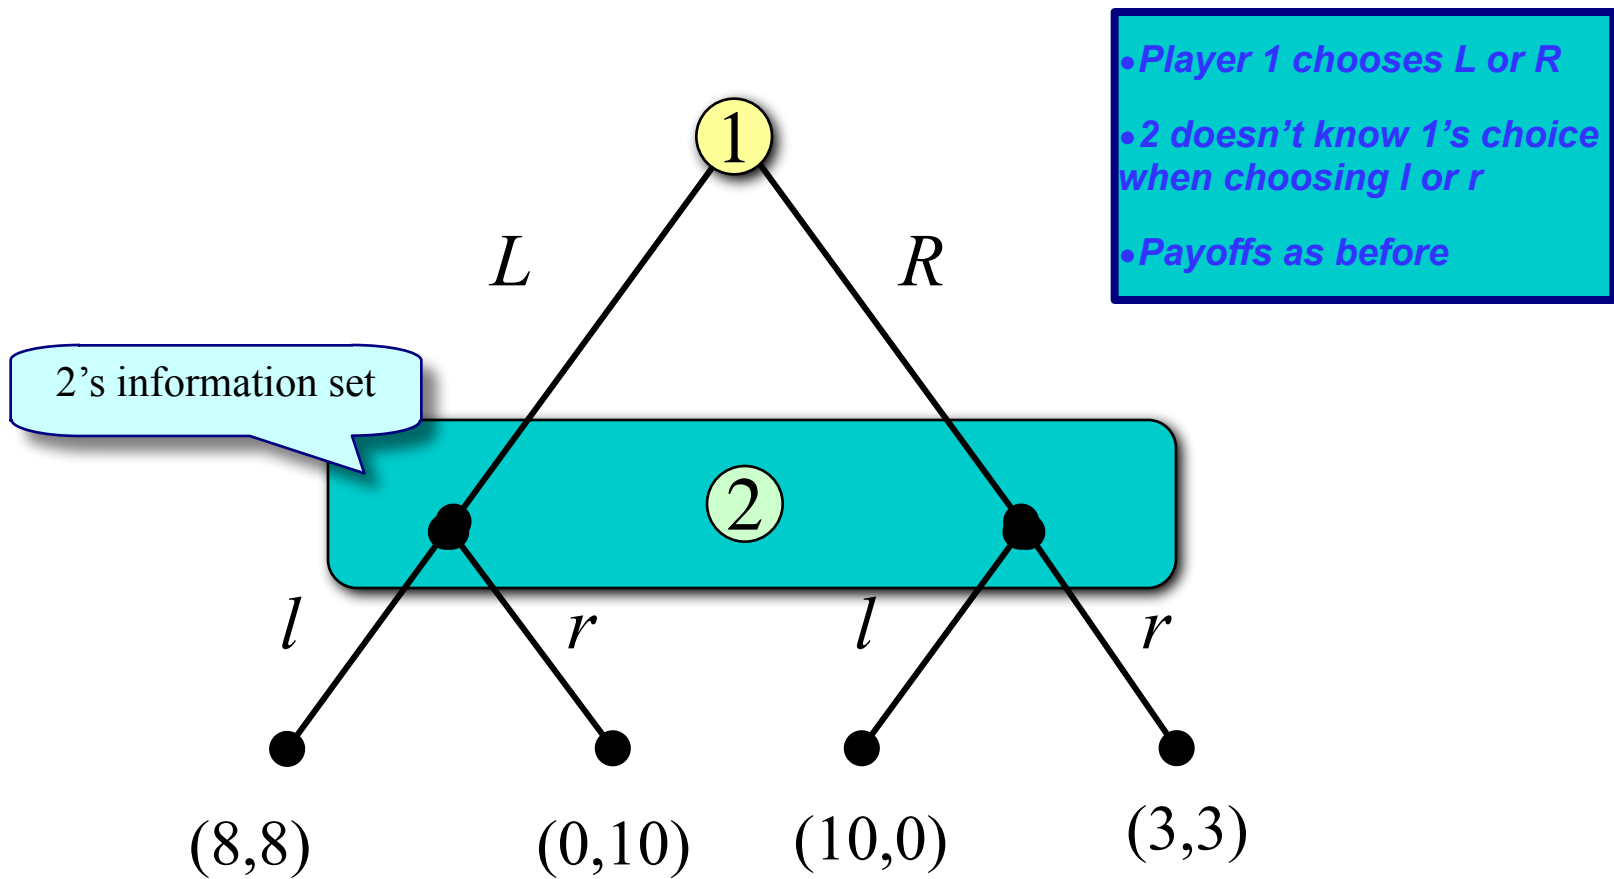 1
•Player 1 chooses L or R
•2 doesn’t know 1’s choice
when choosing l or r
•Payoffs as before
L
R
2’s information set
2
l
r
l
r
(8,8)
(0,10)
(10,0)
(3,3)